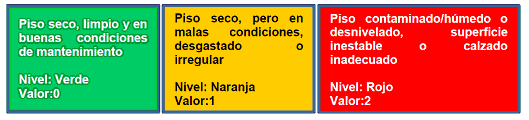 Piso seco, limpio y en
buenas condiciones
de mantenimiento
Nivel: Verde
Valor:0
Piso seco, pero en
malas condiciones,
desgastado o
irregular
Nivel: Naranja
Valor:1
Piso contaminado/húmedo o
desnivelado, superficie
inestable o calzado
inadecuado
Nivel: Rojo
Valor:2